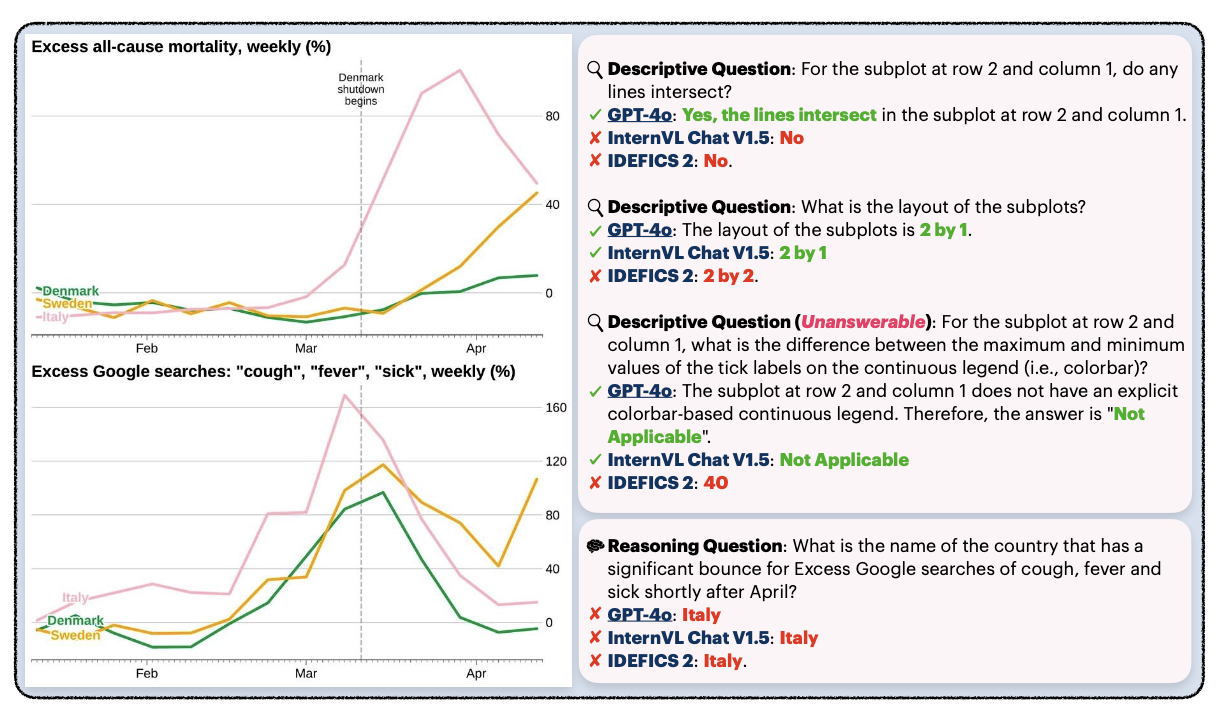 Excess all-cause mortality, weekly (%)
Denmark
shutdown
begins
80
40
0
Denmark
Sweden
Italy
Feb
Mar
Apr
Excess Google searches: "cough", "fever", "sick", weekly (%)
160
120
80
40
0
Italy
Denmark
Sweden
Feb
Mar
Apr
Descriptive Question: For the subplot at row 2 and column 1, do any
lines intersect?
✓ GPT-4o: Yes, the lines intersect in the subplot at row 2 and column 1.
✘ InternVL Chat V1.5: No
✘ IDEFICS 2: No.
Descriptive Question: What is the layout of the subplots?
✓ GPT-4o: The layout of the subplots is 2 by 1.
✓ InternVL Chat V1.5: 2 by 1
✘ IDEFICS 2: 2 by 2.
Descriptive Question (Unanswerable): For the subplot at row 2 and
column 1, what is the difference between the maximum and minimum
values of the tick labels on the continuous legend (i.e., colorbar)?
✓ GPT-4o: The subplot at row 2 and column 1 does not have an explicit
colorbar-based continuous legend. Therefore, the answer is "Not
Applicable".
✓ InternVL Chat V1.5: Not Applicable
✘ IDEFICS 2: 40
Reasoning Question: What is the name of the country that has a
significant bounce for Excess Google searches of cough, fever and
sick shortly after April?
✘ GPT-4o: Italy
✘ InternVL Chat V1.5: Italy
✘ IDEFICS 2: Italy.